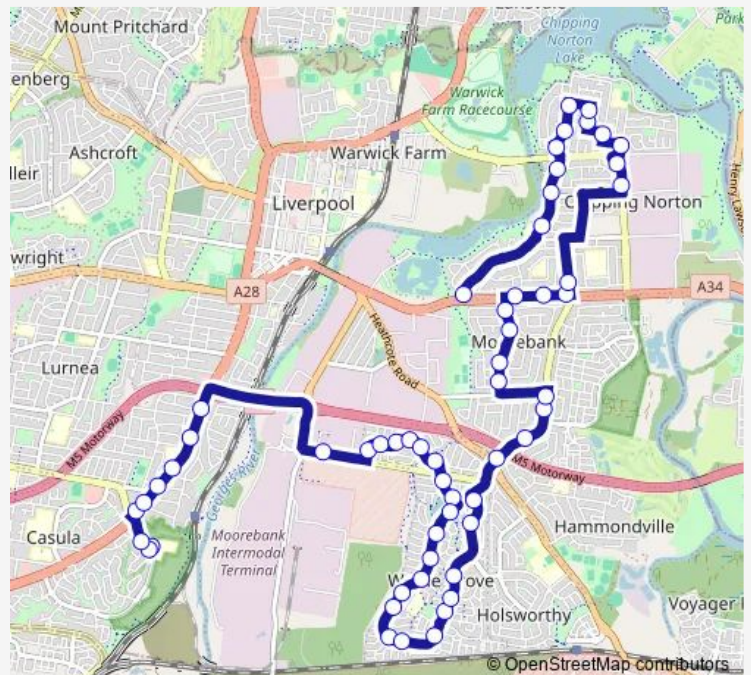 Mount Pritchard
Chipping
Norton
Lake
Park
enberg
Warwick
Farm Racecourse
Ashcroft
Warwick Farm
lleir
Henry Laws
Liverpool
Chipping Norton
wright
A28
A34
Heathcote Road
Moorebank
Lurnea
M5 Motorway
M5 Motorway
Georges River
Casula
Moorebank
Intermodal
Terminal
Hammondville
Holsworthy
Voyager
© OpenStreetMap contributors